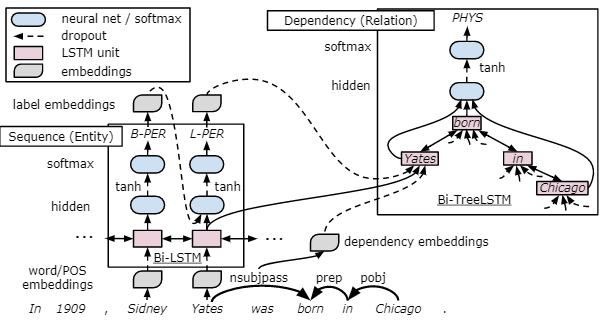 neural net / softmax
dropout
LSTM unit
embeddings
Dependency (Relation)
PHYS
softmax
tanh
hidden
born
Yates
in
Chicago
Bi-TreeLSTM
label embeddings
Sequence (Entity)
B-PER L-PER
softmax
tanh tanh
hidden
... ...
Bi-LSTM
dependency embeddings
word/POS
embeddings
nsubjpass prep pobj
In 1909 , Sidney Yates was born in Chicago .